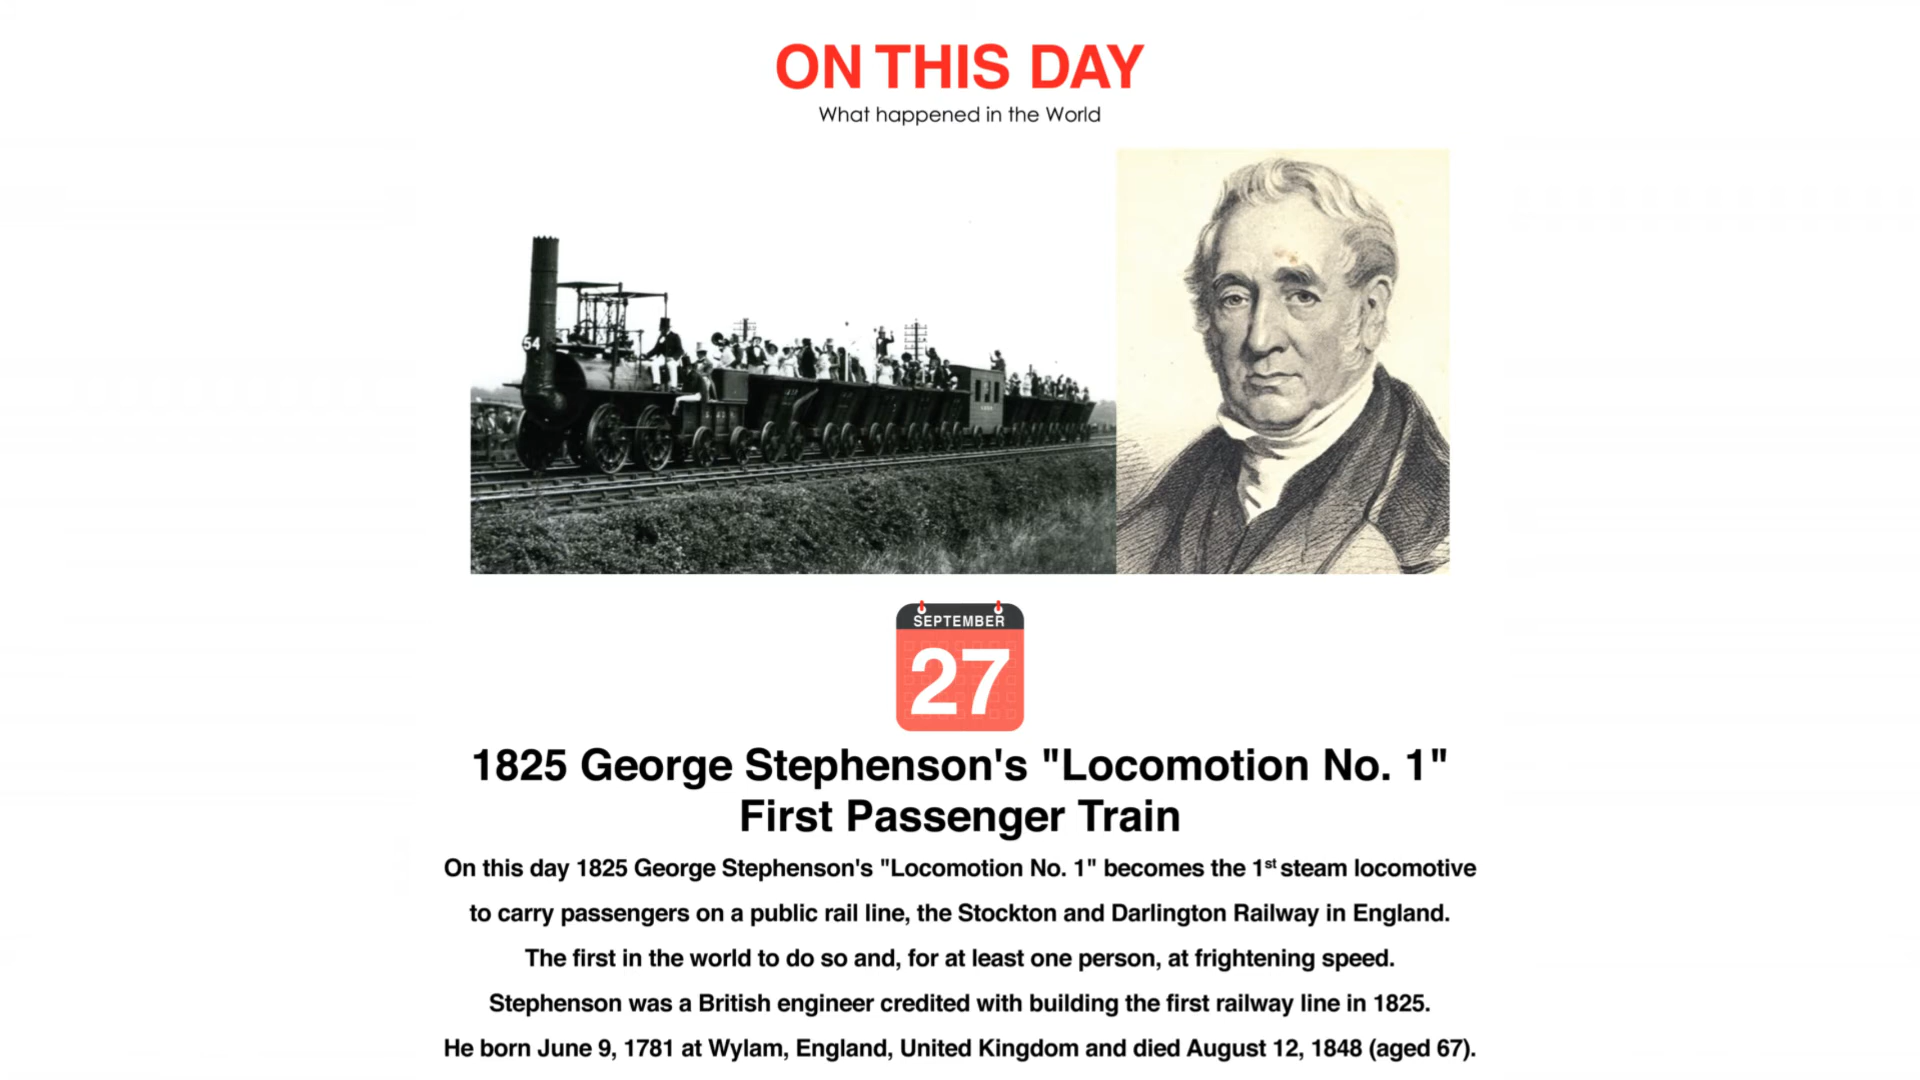 ON THIS DAY
What happened in the World
54
SEPTEMBER
27
1825 George Stephenson's "Locomotion No. 1"
First Passenger Train
On this day 1825 George Stephenson's "Locomotion No. 1" becomes the 1st steam locomotive
to carry passengers on a public rail line, the Stockton and Darlington Railway in England.
The first in the world to do so and, for at least one person, at frightening speed.
Stephenson was a British engineer credited with building the first railway line in 1825.
He born June 9, 1781 at Wylam, England, United Kingdom and died August 12, 1848 (aged 67).